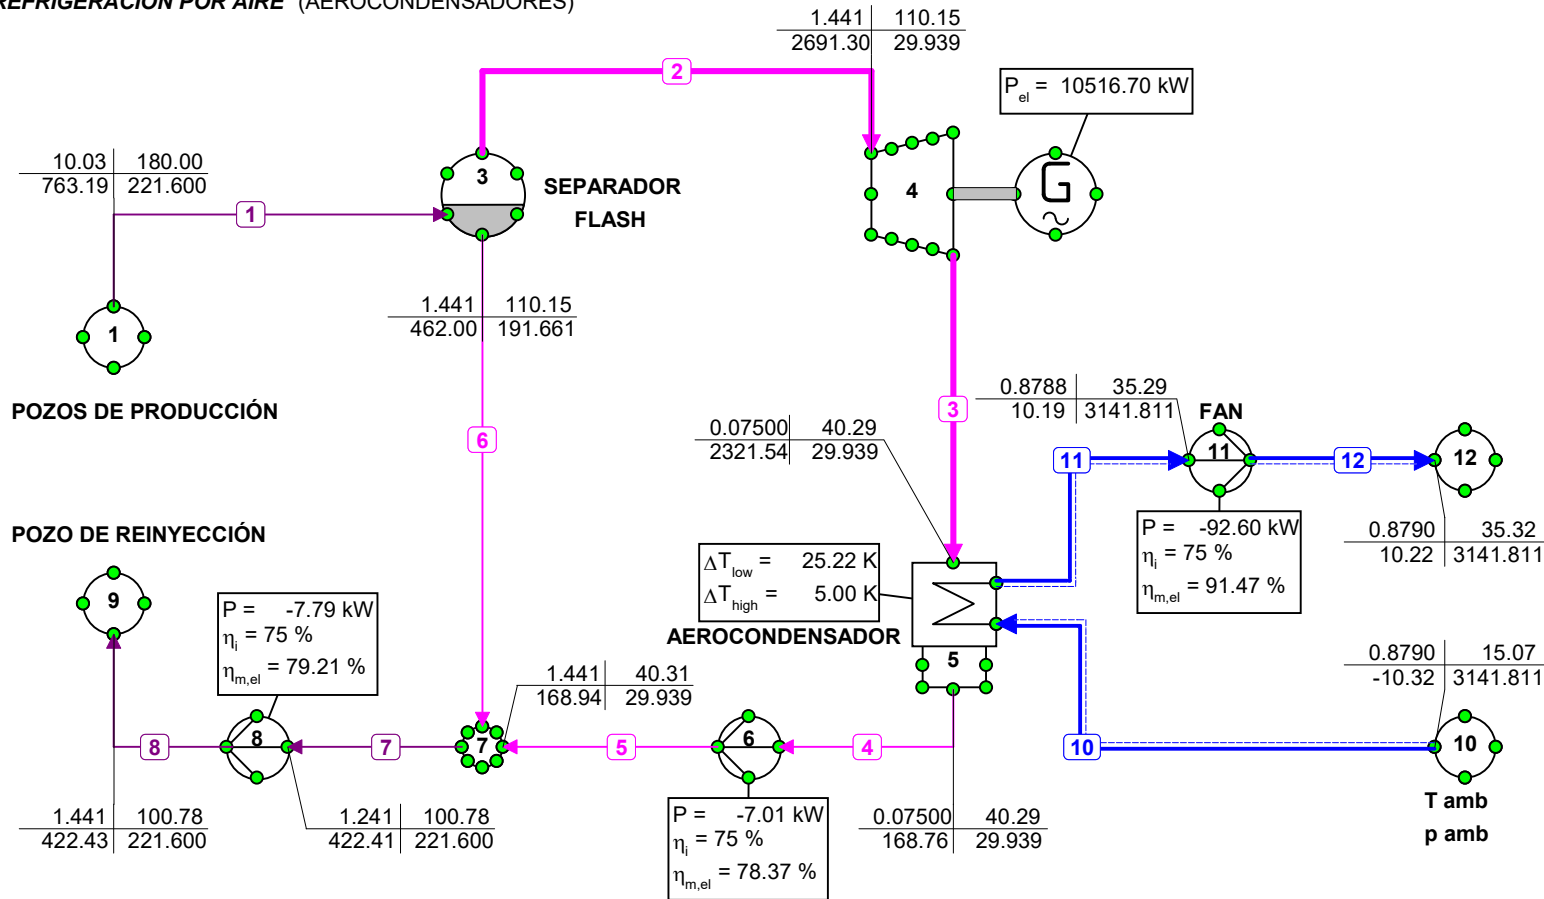 REFRIGERACIÓN POR AIRE (AEROCONDENSADORES)
1.441 110.15
2691.30 29.939
2
P el = 10516.70 kW
10.03 180.00
763.19 221.600
3
SEPARADOR
FLASH
4
G
1
1.441 110.15
462.00 191.661
1
POZOS DE PRODUCCIÓN
0.8788 35.29
10.19 3141.811
FAN
3
0.07500 40.29
2321.54 29.939
6
11
11
12
12
POZO DE REINYECCIÓN
P = -92.60 kW
ηi = 75 %
ηm,el = 91.47 %
0.8790 35.32
10.22 3141.811
ΔT low = 25.22 K
ΔT high = 5.00 K
9
P = -7.79 kW
ηi = 75 %
ηm,el = 79.21 %
AEROCONDENSADOR
5
0.8790 15.07
-10.32 3141.811
1.441 40.31
168.94 29.939
8
8
7
7
5
6
4
10
10
T amb
p amb
1.441 100.78
422.43 221.600
1.241 100.78
422.41 221.600
P = -7.01 kW
ηi = 75 %
ηm,el = 78.37 %
0.07500 40.29
168.76 29.939